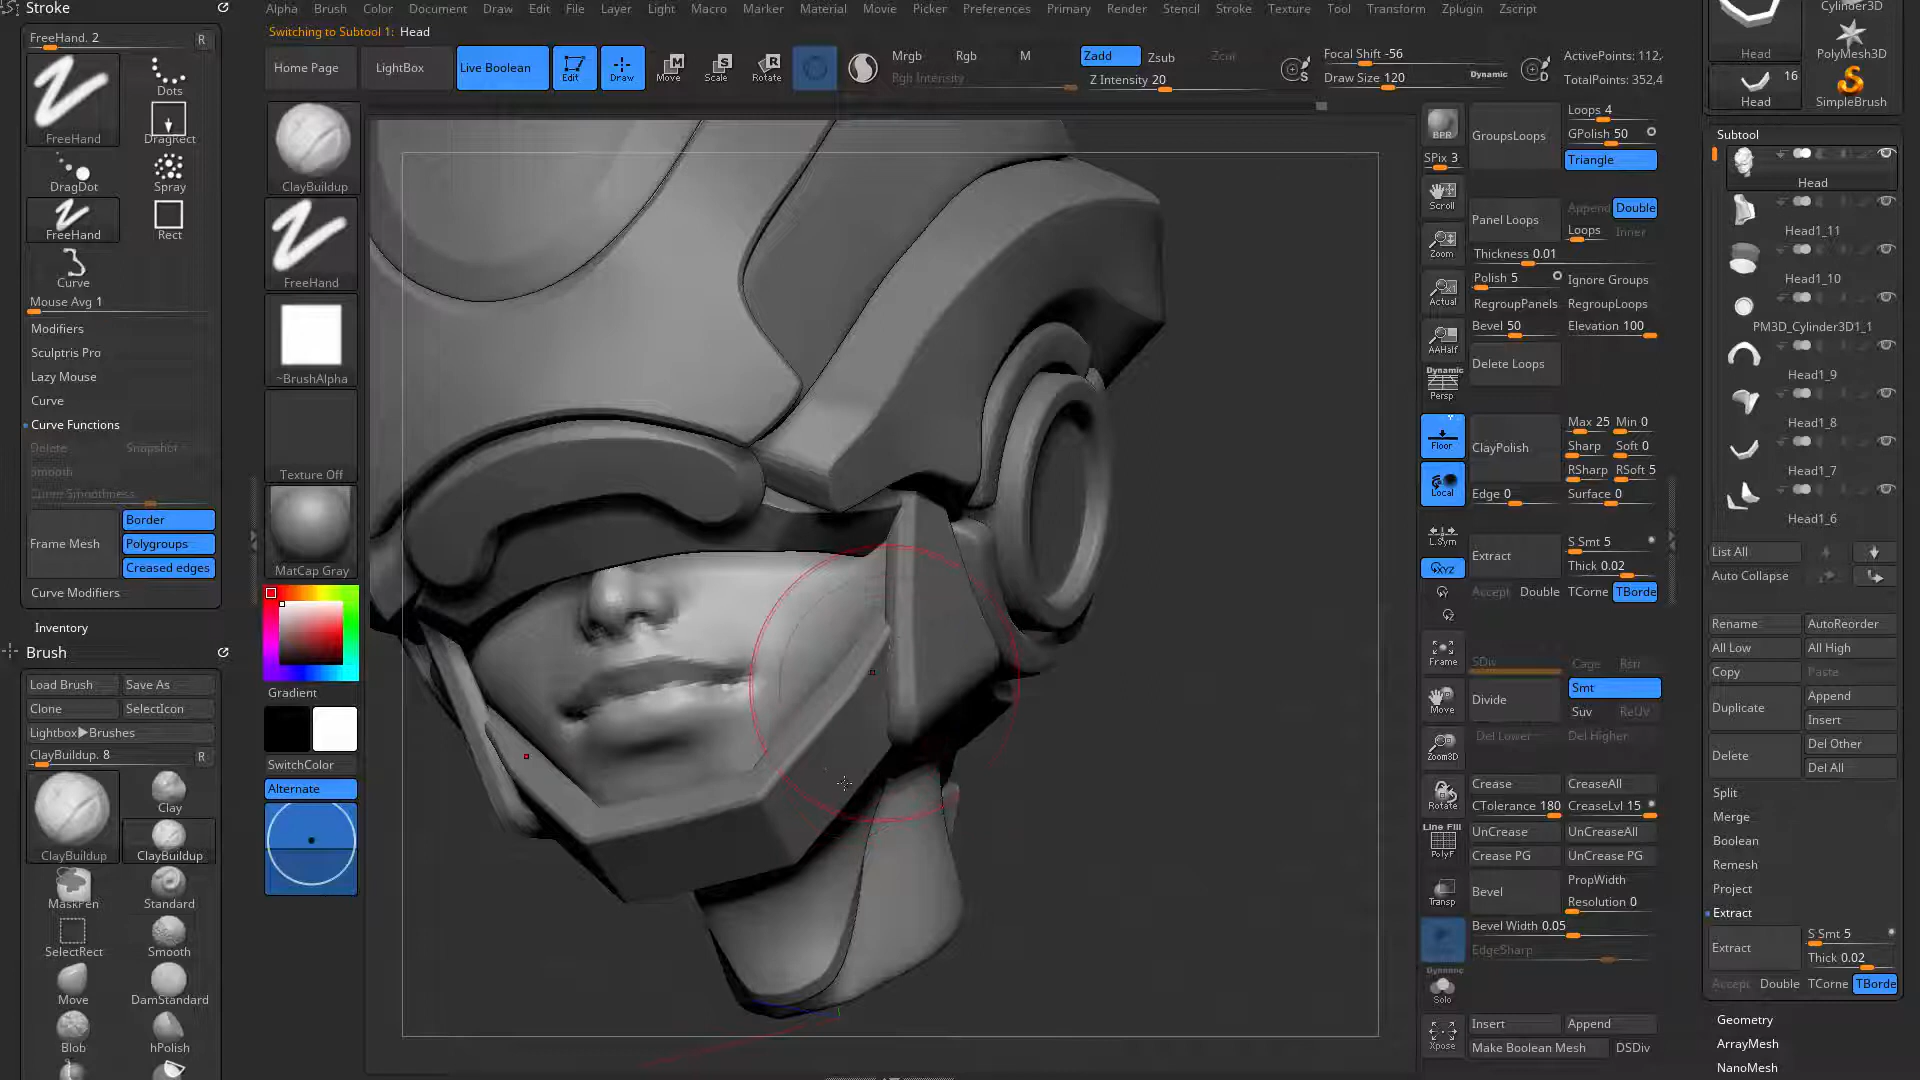 Stroke
Alpha Brush Color Document Draw Edit File Layer Light Macro Marker Material Movie Picker Preferences Primary Render Stencil Stroke Texture Tool Transform Zplugin Zscript
Switching to Subtool 1: Head
FreeHand. 2 R
FreeHand
Dots
DragRect
DragDot
Spray
FreeHand
Rect
Curve
Mouse Avg 1
Modifiers
Sculptris Pro
Lazy Mouse
Curve
Curve Functions
Delete Snapshot
Smooth
Curve Smoothness
Frame Mesh
Border
Polygroups
Creased edges
Curve Modifiers
Inventory
Brush
Load Brush Save As
Clone SelectIcon
Lightbox▶Brushes
ClayBuildup. 8 R
ClayBuildup
Clay
ClayBuildup
MaskPen Standard
SelectRect Smooth
Move DamStandard
Blob hPolish
Home Page
LightBox
Live Boolean
Edit
Draw
Move
Scale
Rotate
Mrgb Rgb M
Rgb Intensity
Zadd Zsub Zcut
Z Intensity 20
Focal Shift -56
Draw Size 120 Dynamic
ActivePoints: 112,
TotalPoints: 352,4
ClayBuildup
FreeHand
~BrushAlpha
Texture Off
MatCap Gray
Gradient
SwitchColor
Alternate
BPR
SPix 3
Scroll
Zoom
Actual
AAHalf
Dynamic
Persp
Floor
Local
L.Sym
XYZ
Frame
Move
Zoom3D
Rotate
Line Fill
PolyF
Transp
Dynamic
Solo
Xpose
GroupsLoops
Loops 4
GPolish 50
Triangle
Panel Loops
Append Double
Loops Inner
Thickness 0.01
Polish 5 Ignore Groups
RegroupPanels RegroupLoops
Bevel 50 Elevation 100
Delete Loops
ClayPolish
Max 25 Min 0
Sharp Soft 0
RSharp RSoft 5
Edge 0 Surface 0
Extract
S Smt 5
Thick 0.02
Accept Double TCorne TBorde
SDiv Cage Rstr
Divide
Smt
Suv ReUV
Del Lower Del Higher
Crease CreaseAll
CTolerance 180 CreaseLvl 15
UnCrease UnCreaseAll
Crease PG UnCrease PG
Bevel
PropWidth
Resolution 0
Bevel Width 0.05
EdgeSharp
Insert Append
Make Boolean Mesh DSDiv
Cylinder3D
Head
PolyMesh3D
16
Head
SimpleBrush
Subtool
Head
Head1_11
Head1_10
PM3D_Cylinder3D1_1
Head1_9
Head1_8
Head1_7
Head1_6
List All
Auto Collapse
Rename AutoReorder
All Low All High
Copy Paste
Duplicate
Append
Insert
Delete
Del Other
Del All
Split
Merge
Boolean
Remesh
Project
Extract
Extract
S Smt 5
Thick 0.02
Accept Double TCorne TBorde
Geometry
ArrayMesh
NanoMesh